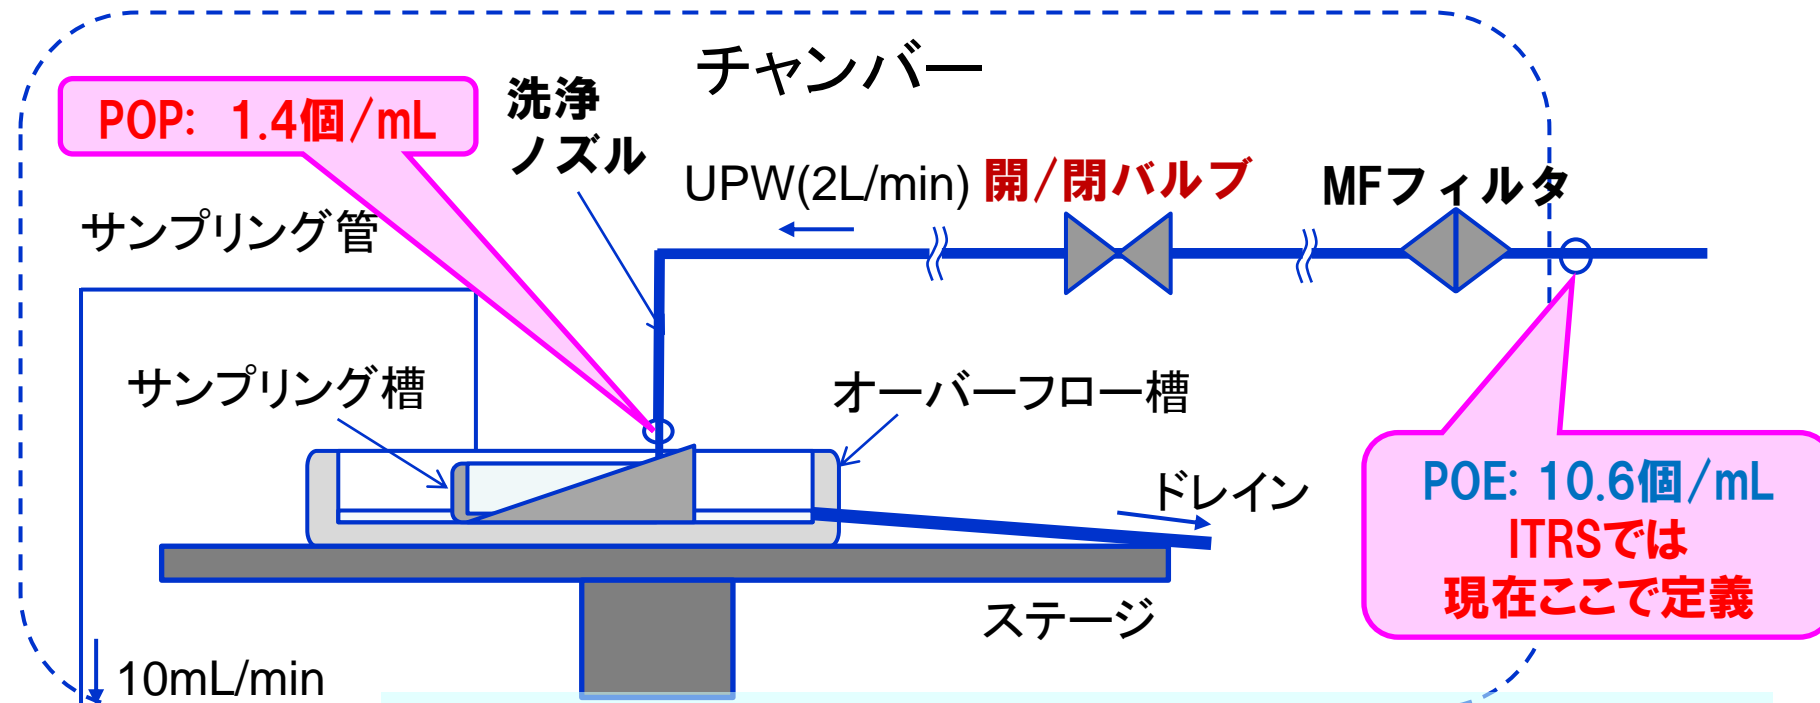 チャンバー
POP: 1.4個/mL
洗浄
ノズル
UPW(2L/min)
開/閉バルブ
MFフィルタ
サンプリング管
サンプリング槽
オーバーフロー槽
ドレイン
POE: 10.6個/mL
ITRSでは
現在ここで定義
ステージ
10mL/min